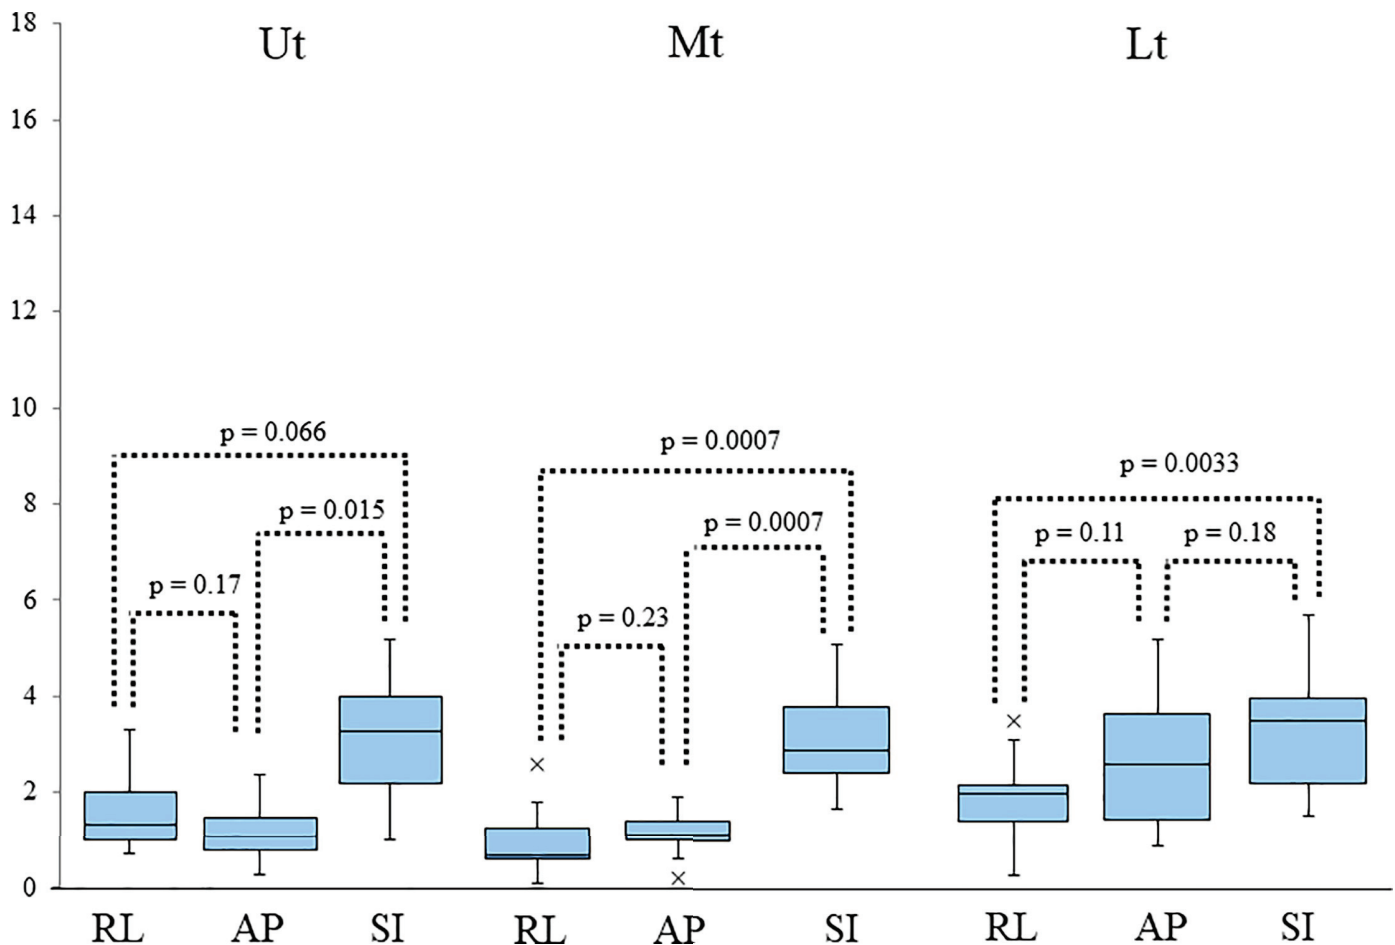 18
Ut Mt Lt
16
14
12
10
p = 0.066
p = 0.0007
p = 0.0033
8
p = 0.015
p = 0.0007
p = 0.11 p = 0.18
6
p = 0.17
p = 0.23
4
2
0
RL AP SI RL AP SI RL AP SI